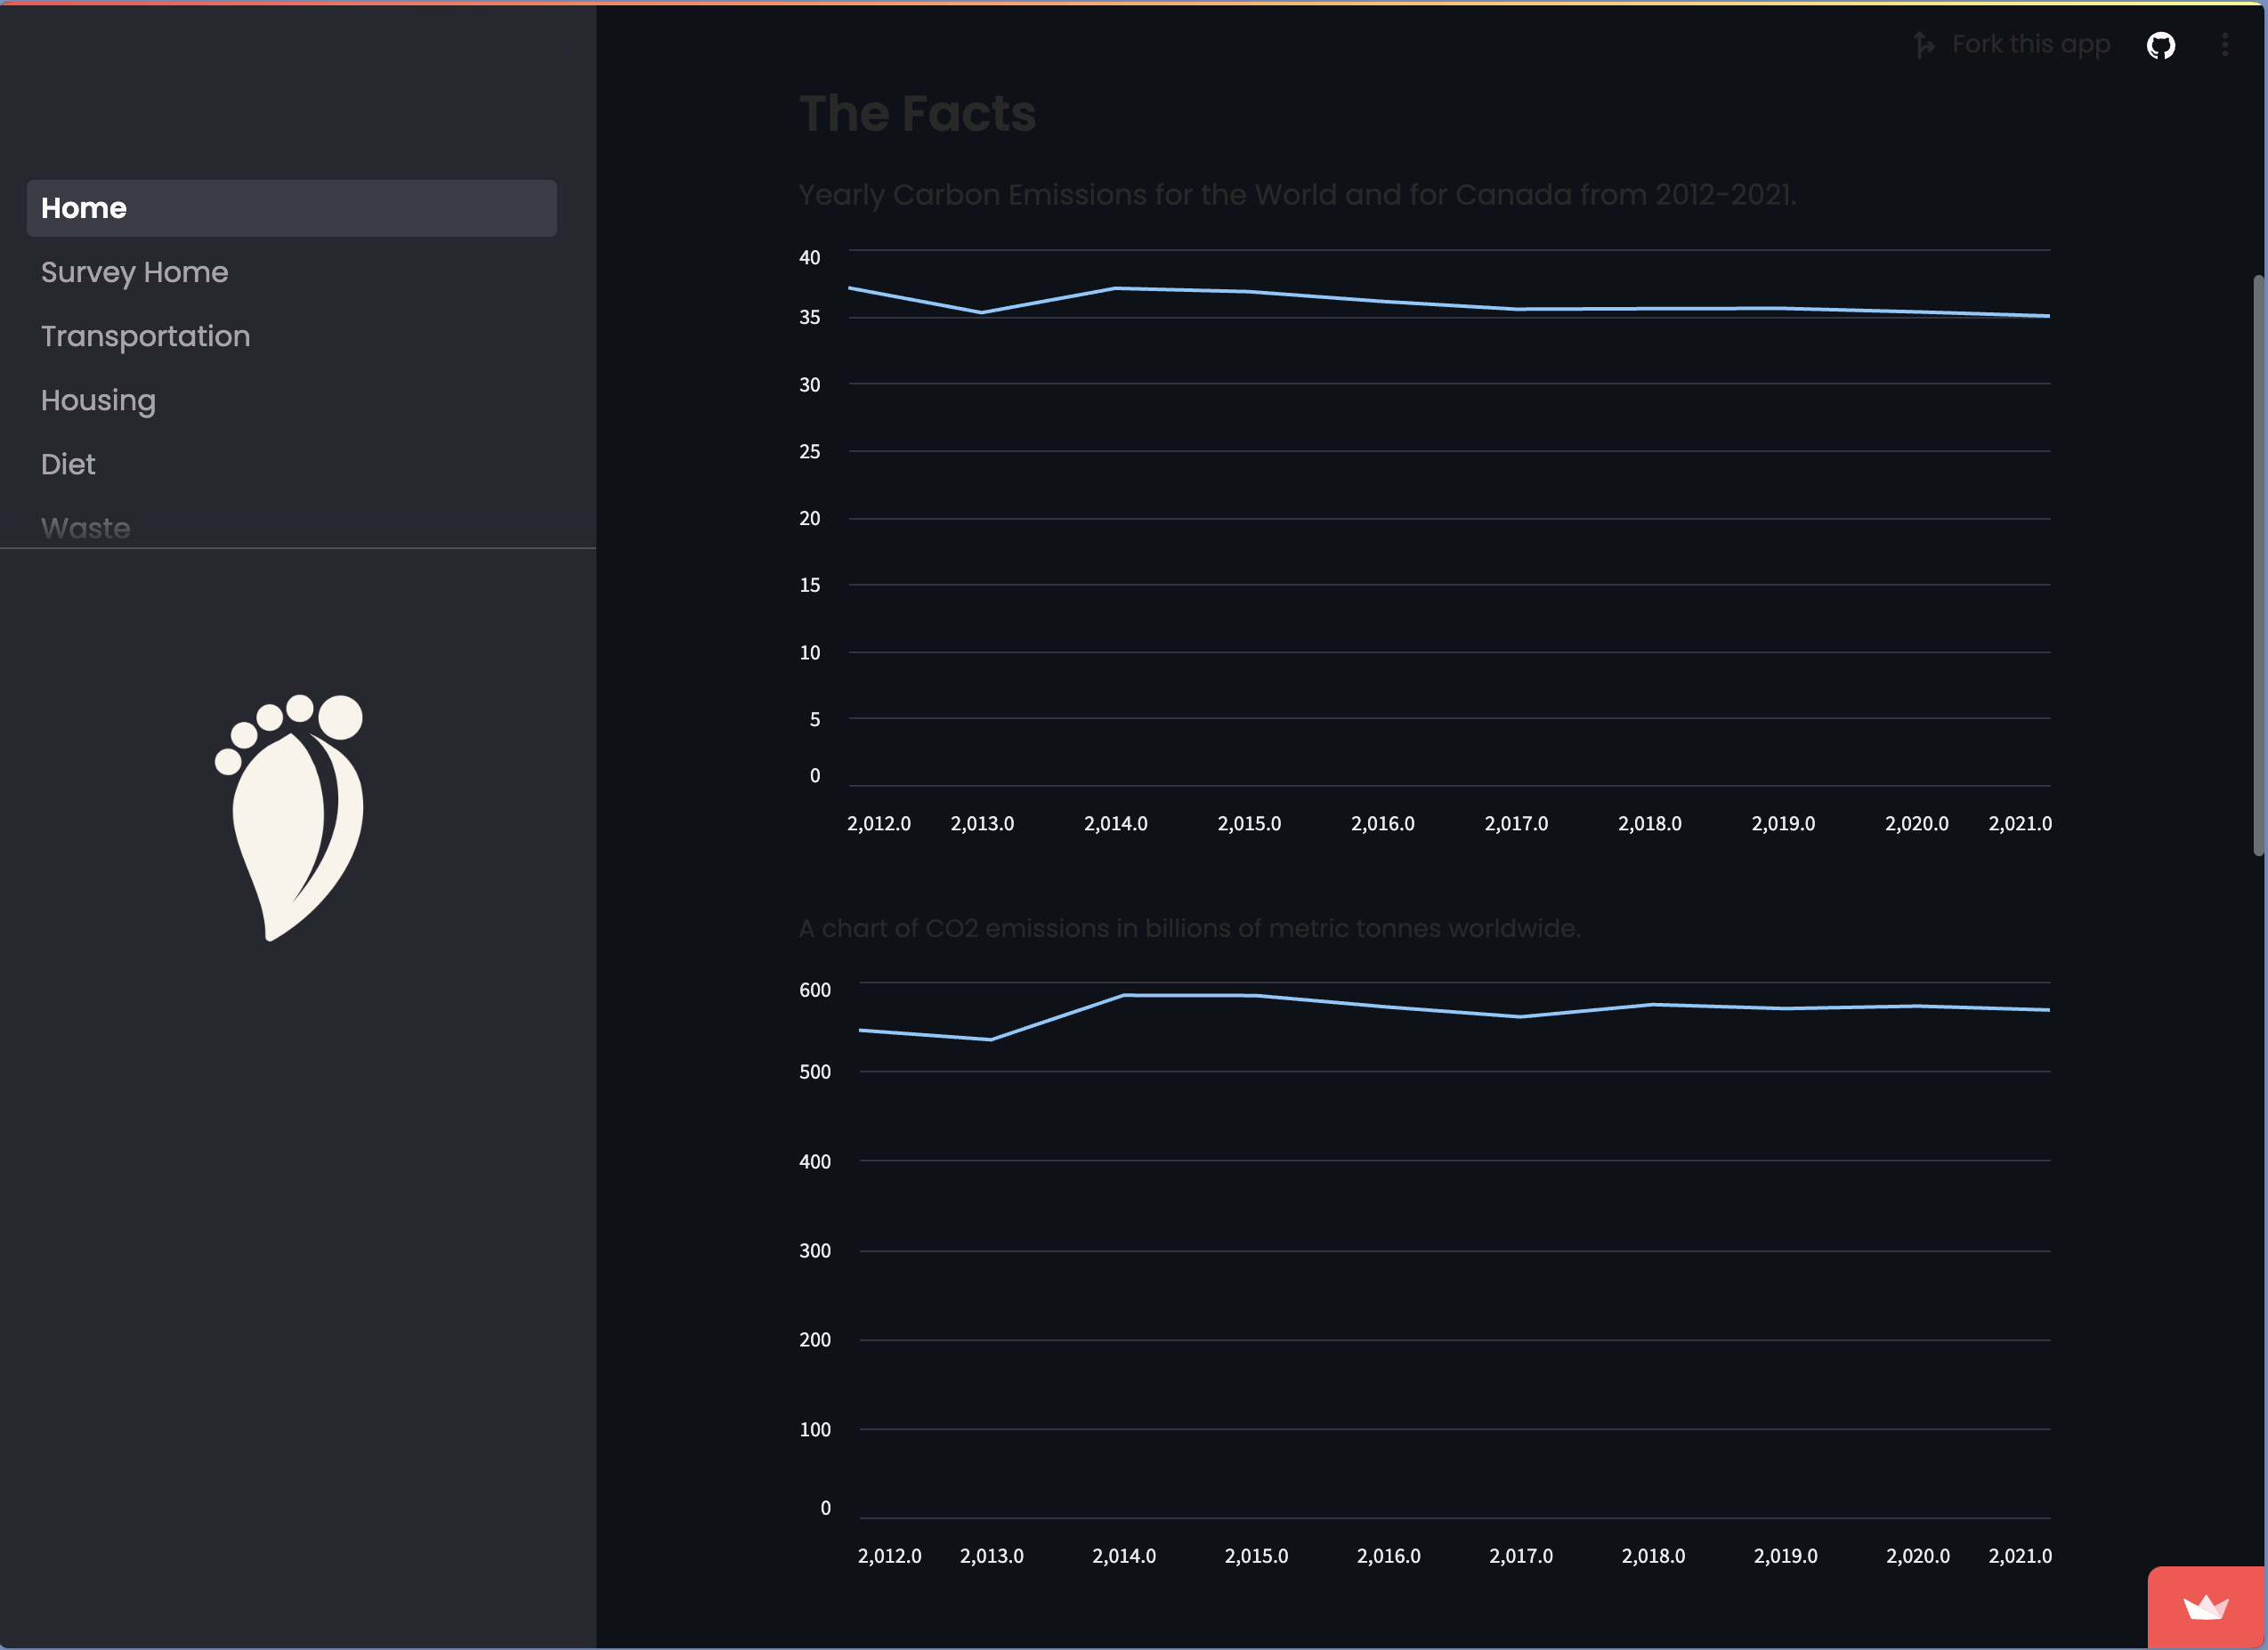 Fork this app
Home
Survey Home
Transportation
Housing
Diet
Waste
The Facts
Yearly Carbon Emissions for the World and for Canada from 2012-2021.
40
35
30
25
20
15
10
5
0
2,012.0 2,013.0 2,014.0 2,015.0 2,016.0 2,017.0 2,018.0 2,019.0 2,020.0 2,021.0
A chart of CO2 emissions in billions of metric tonnes worldwide.
600
500
400
300
200
100
0
2,012.0 2,013.0 2,014.0 2,015.0 2,016.0 2,017.0 2,018.0 2,019.0 2,020.0 2,021.0